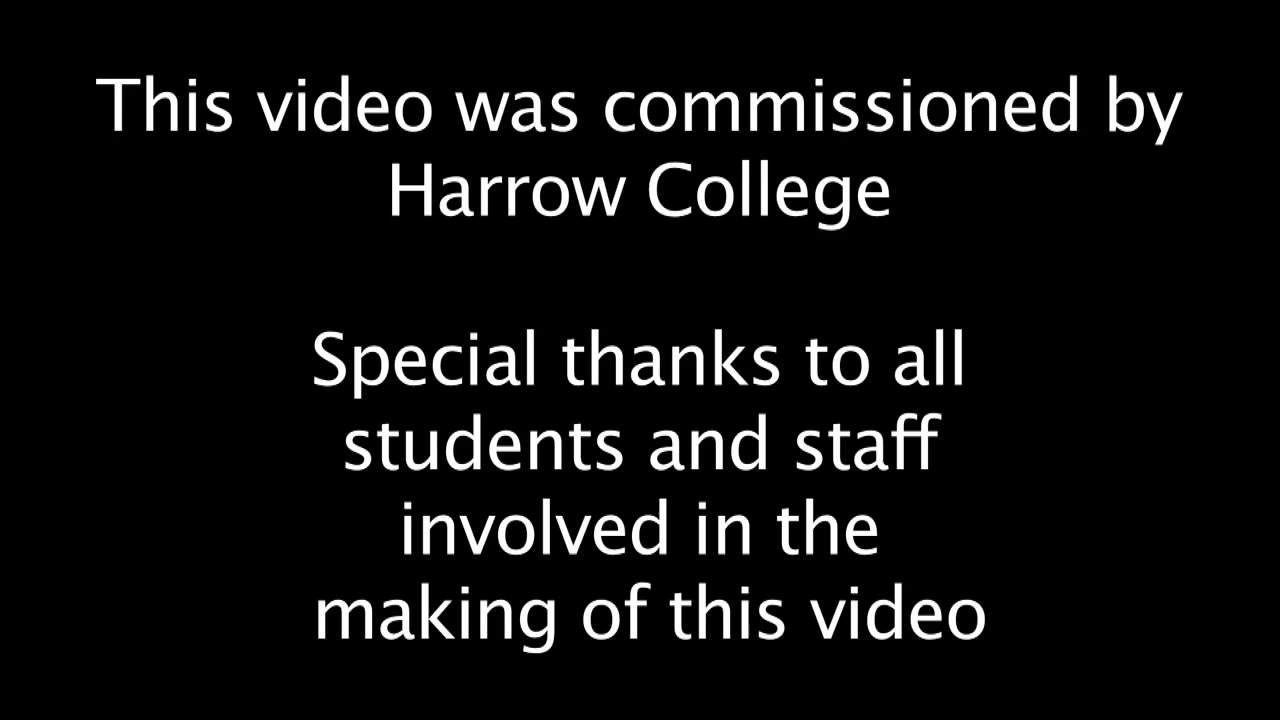 This video was commissioned by
Harrow College
Special thanks to all
students and staff
involved in the
making of this video